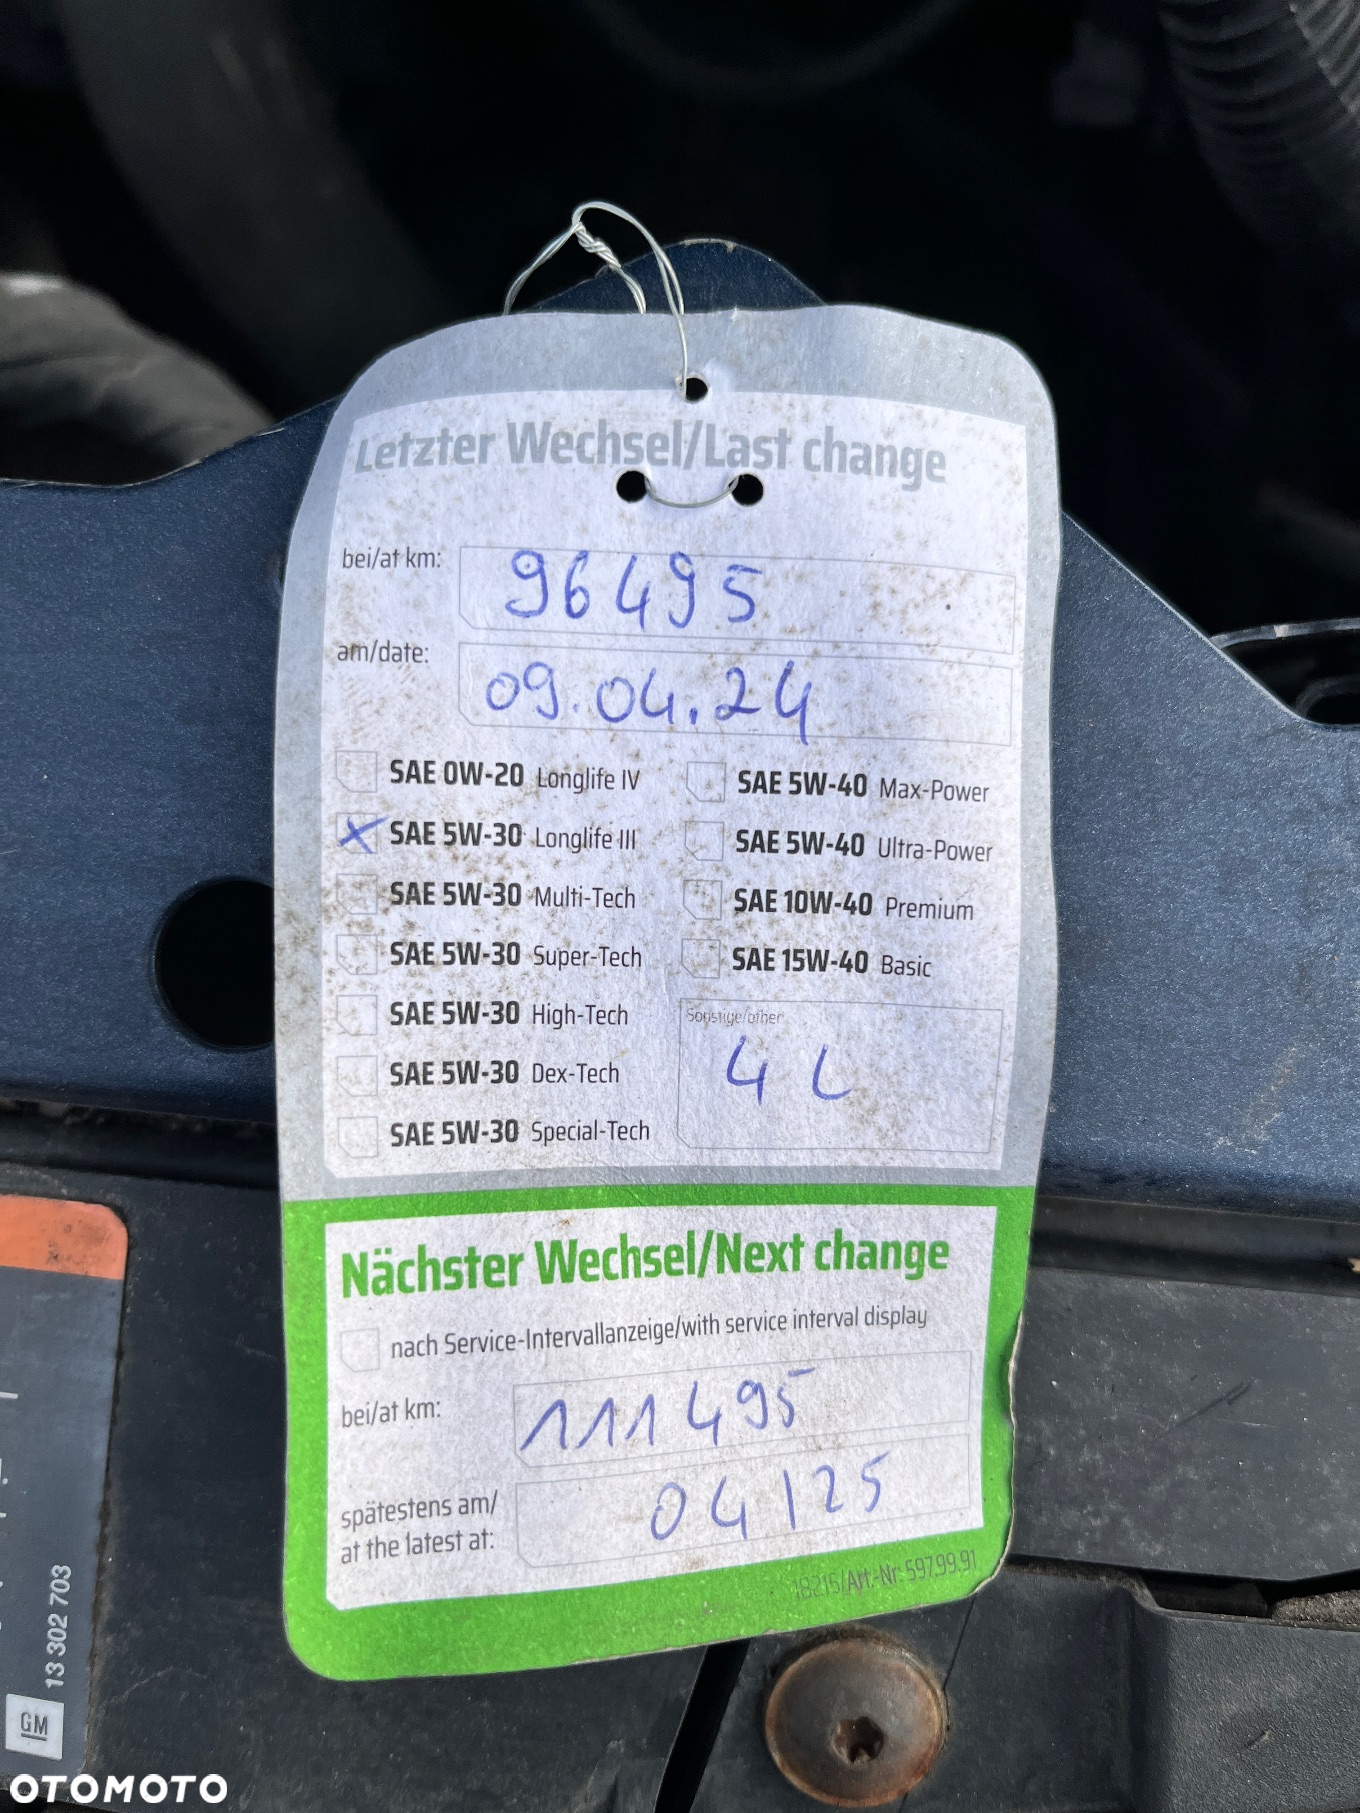 Letzter Wechsel/Last change
bei/at km: 96495
am/date: 09.04.24
SAE 0W-20 Longlife IV
SAE 5W-30 Longlife III
SAE 5W-30 Multi-Tech
SAE 5W-30 Super-Tech
SAE 5W-30 High-Tech
SAE 5W-30 Dex-Tech
SAE 5W-30 Special-Tech
SAE 5W-40 Max-Power
SAE 5W-40 Ultra-Power
SAE 10W-40 Premium
SAE 15W-40 Basic
Sonstige/other
4 L
Nächster Wechsel/Next change
nach Service-Intervallanzeige/with service interval display
bei/at km: 111495
spätestens am/
at the latest at: 04/25
18215/Art.-Nr: 597.99.91
13 302 703
GM
OTOMOTO